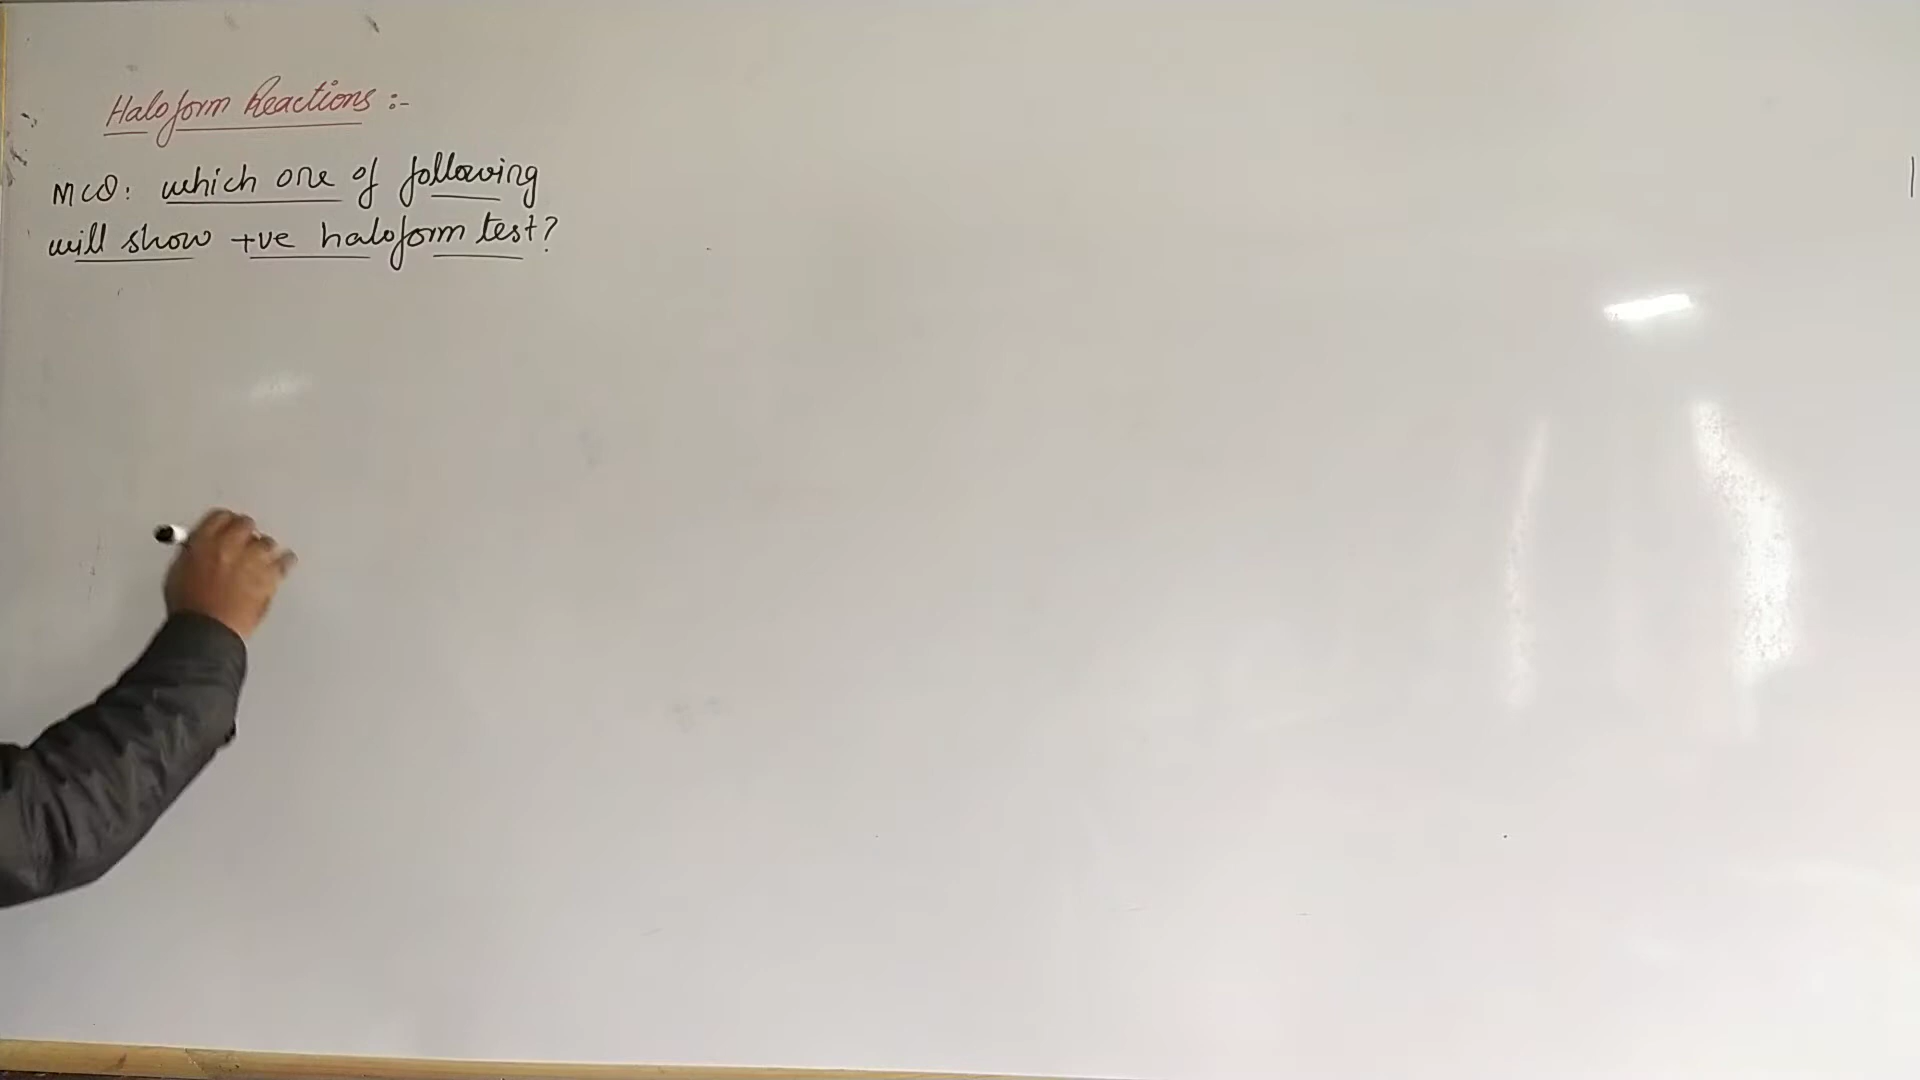 Haloform Reactions :-
MCQ: which one of following
will show +ve haloform test?